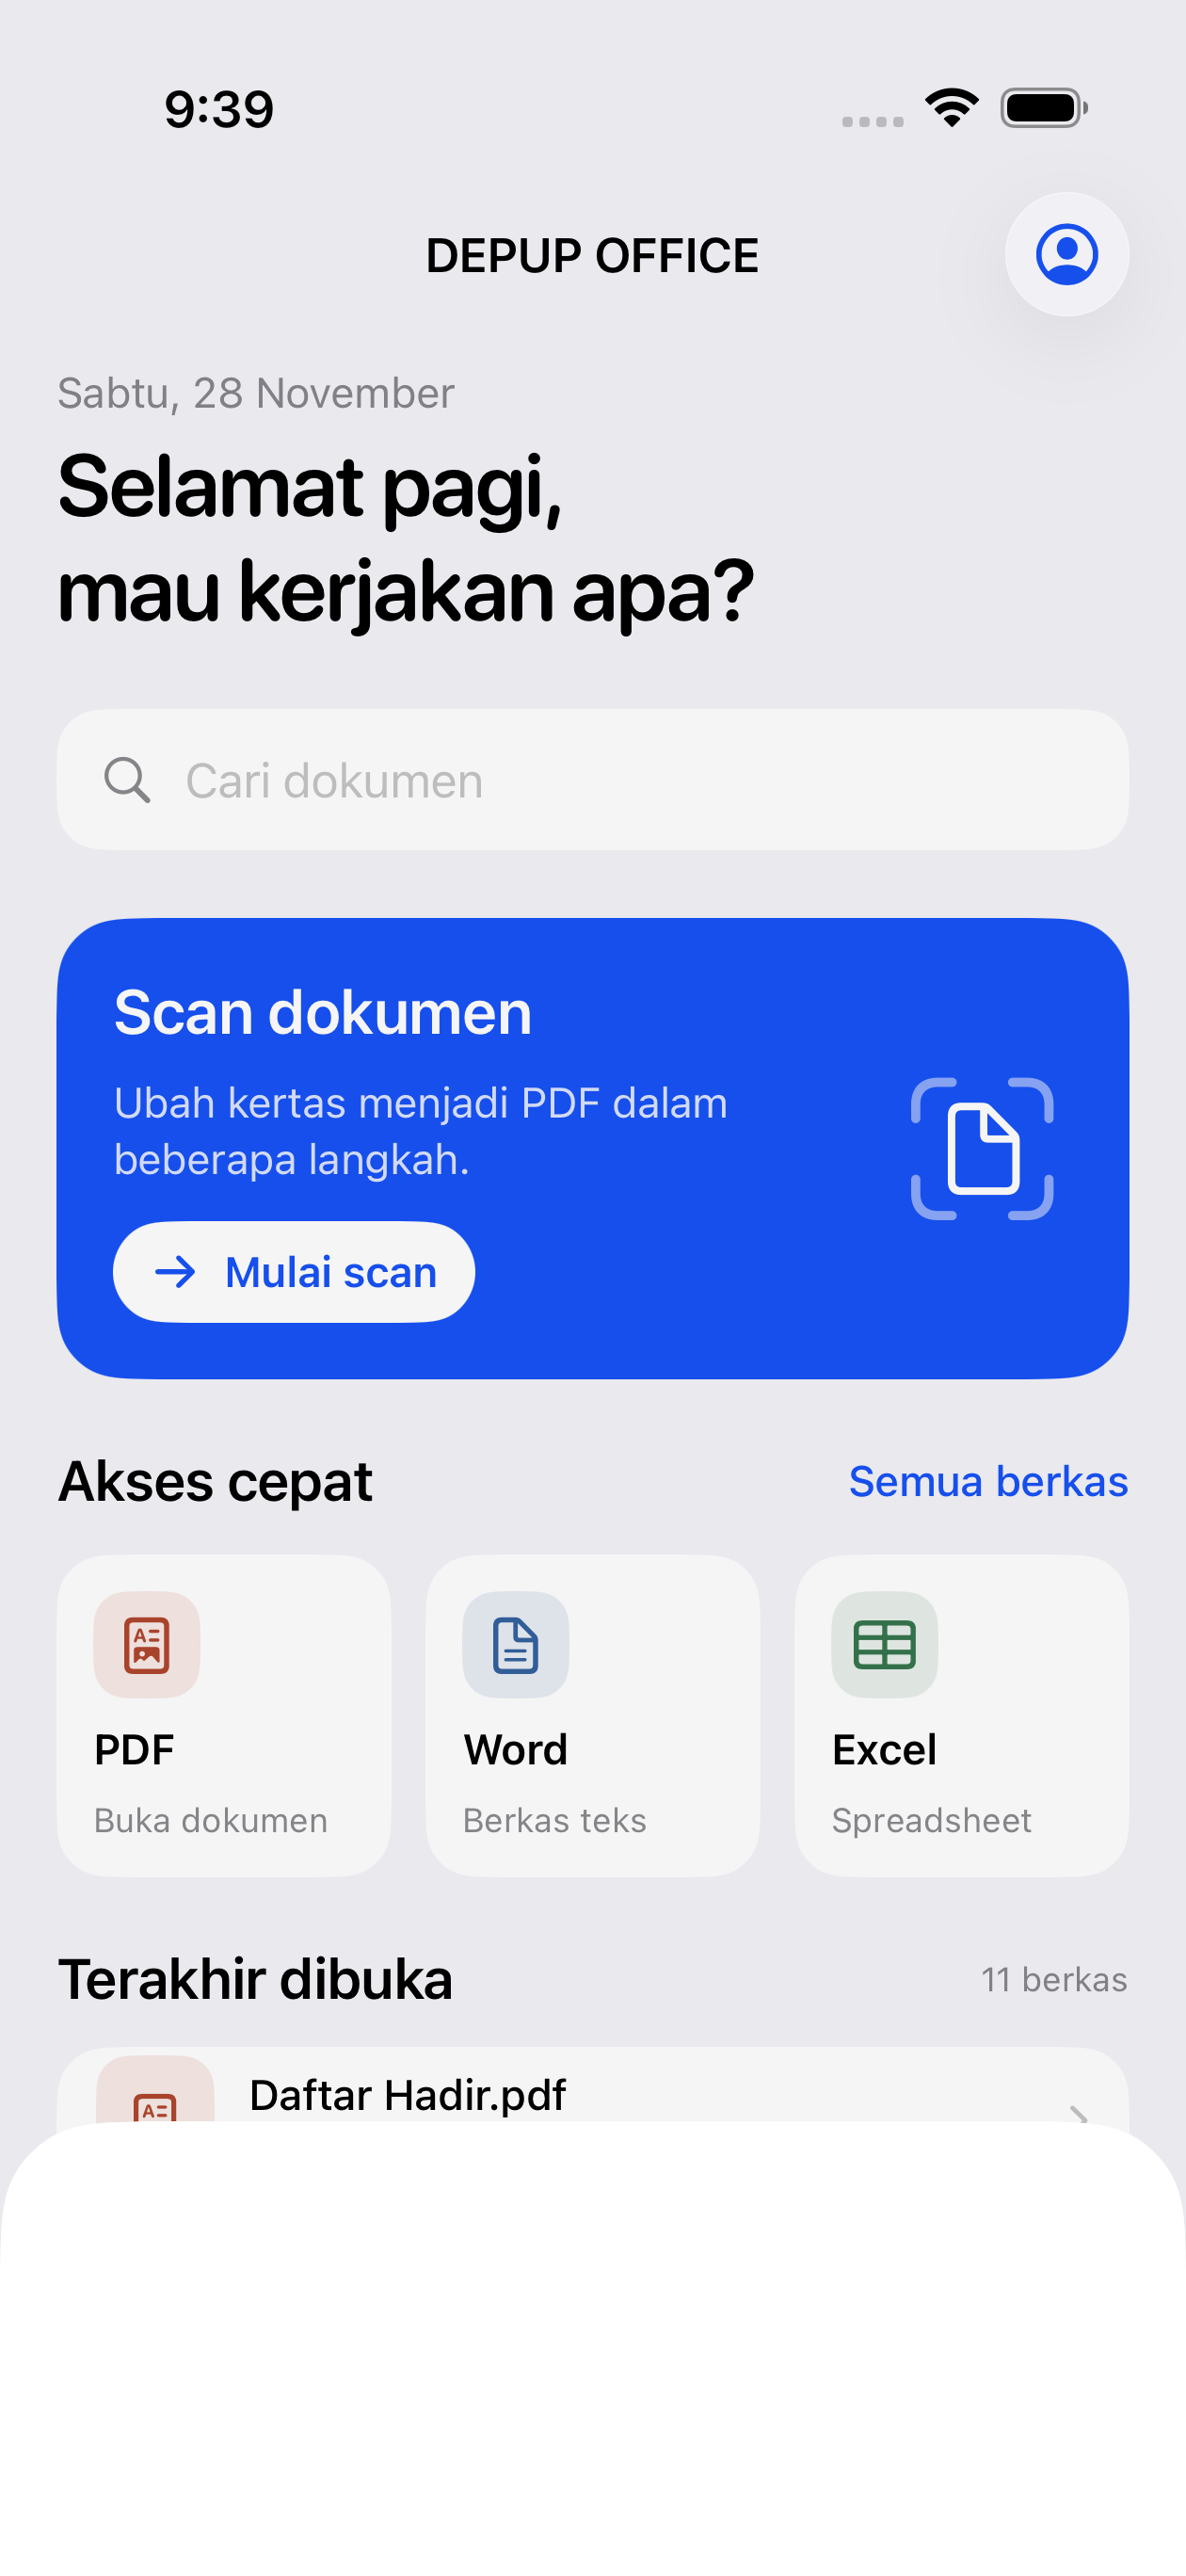 9:39
DEPUP OFFICE
Sabtu, 28 November
Selamat pagi,
mau kerjakan apa?
Cari dokumen
Scan dokumen
Ubah kertas menjadi PDF dalam
beberapa langkah.
Mulai scan
Akses cepat
Semua berkas
PDF
Word
Excel
Buka dokumen
Berkas teks
Spreadsheet
Terakhir dibuka
11 berkas
Daftar Hadir.pdf